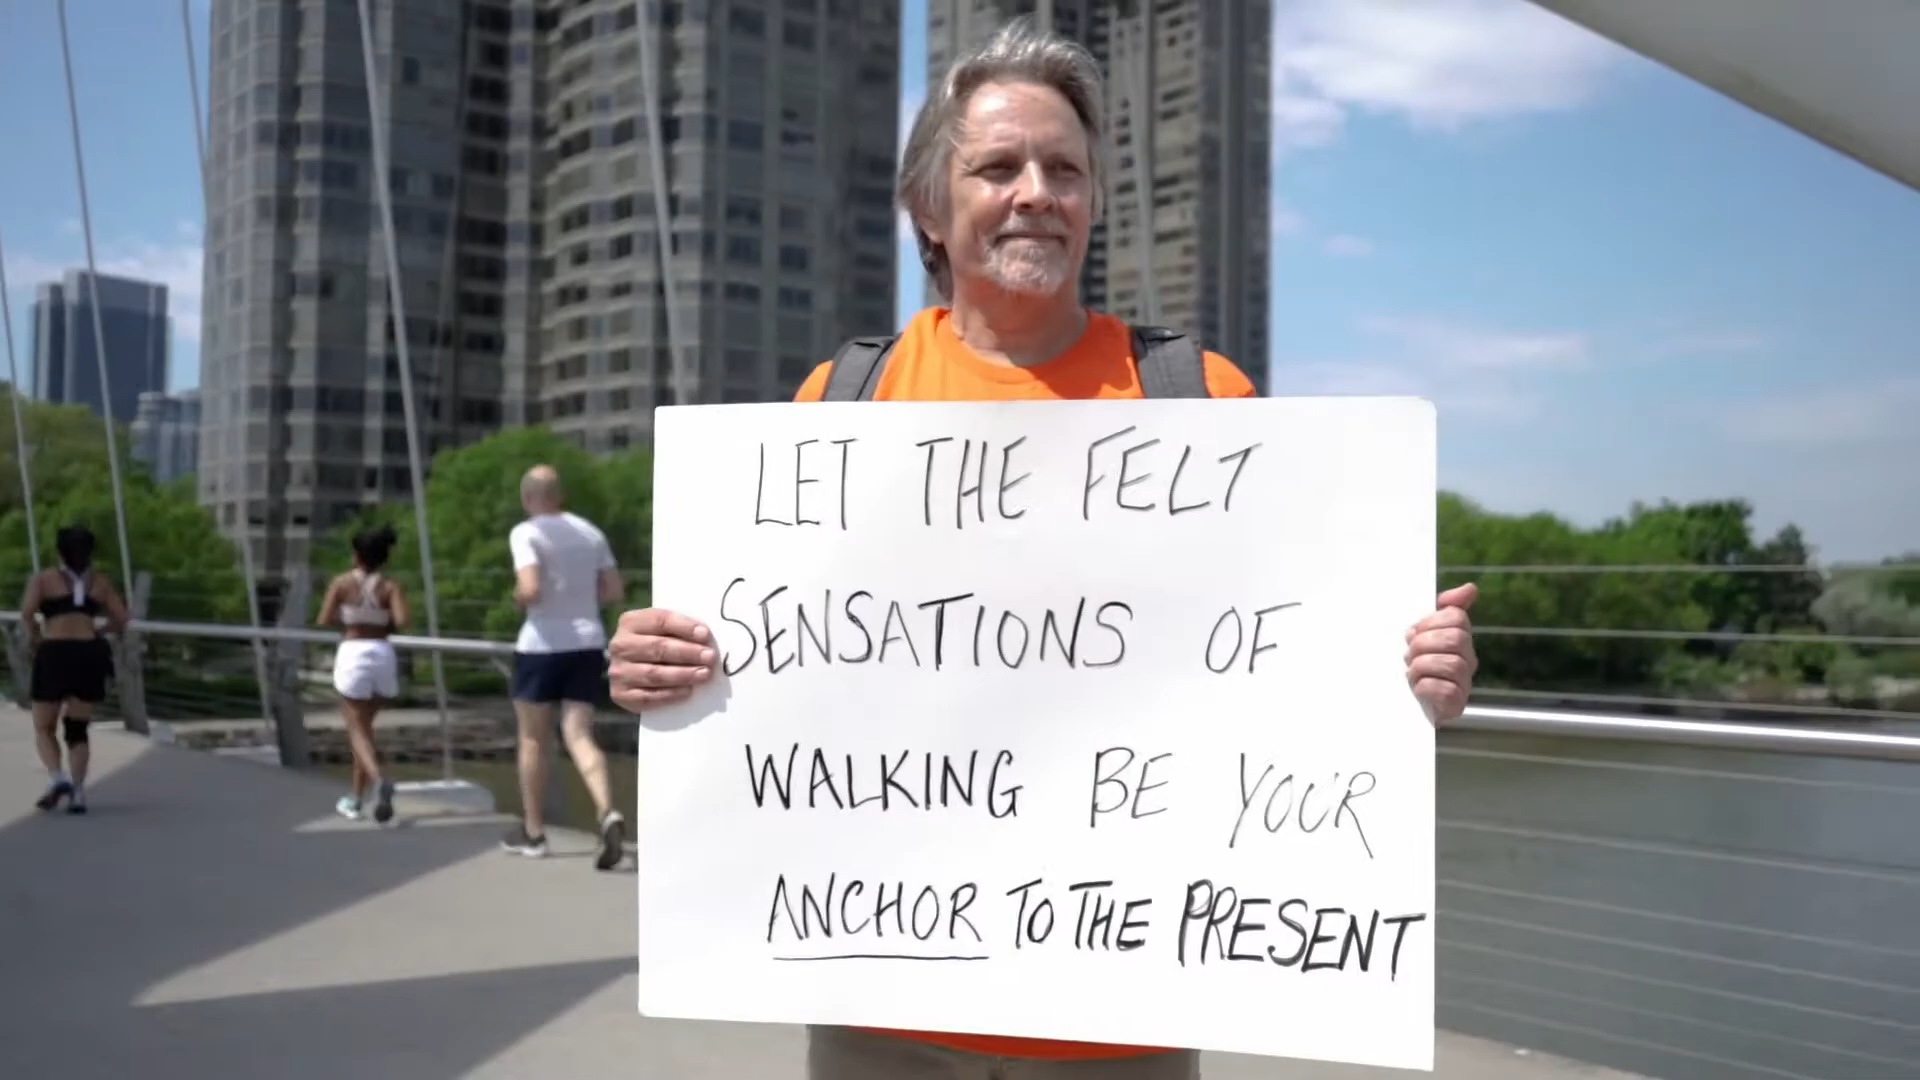 LET THE FELT
SENSATIONS OF
WALKING BE YOUR
ANCHOR TO THE PRESENT